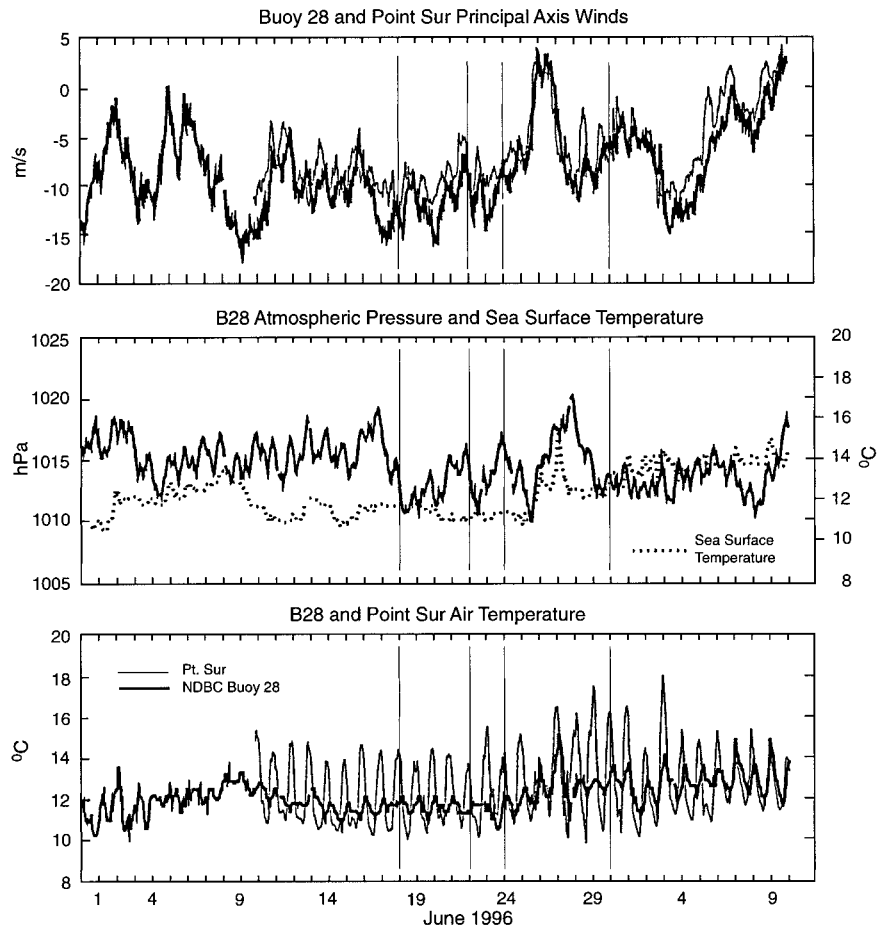 Buoy 28 and Point Sur Principal Axis Winds
5
0
-5
-10
-15
-20
m/s
B28 Atmospheric Pressure and Sea Surface Temperature
1025
1020
1015
1010
1005
hPa
20
18
16
14
12
10
8
⁰C
Sea Surface
Temperature
B28 and Point Sur Air Temperature
20
18
16
14
12
10
8
⁰C
Pt. Sur
NDBC Buoy 28
1 4 9 14 19 24 29 4 9
June 1996